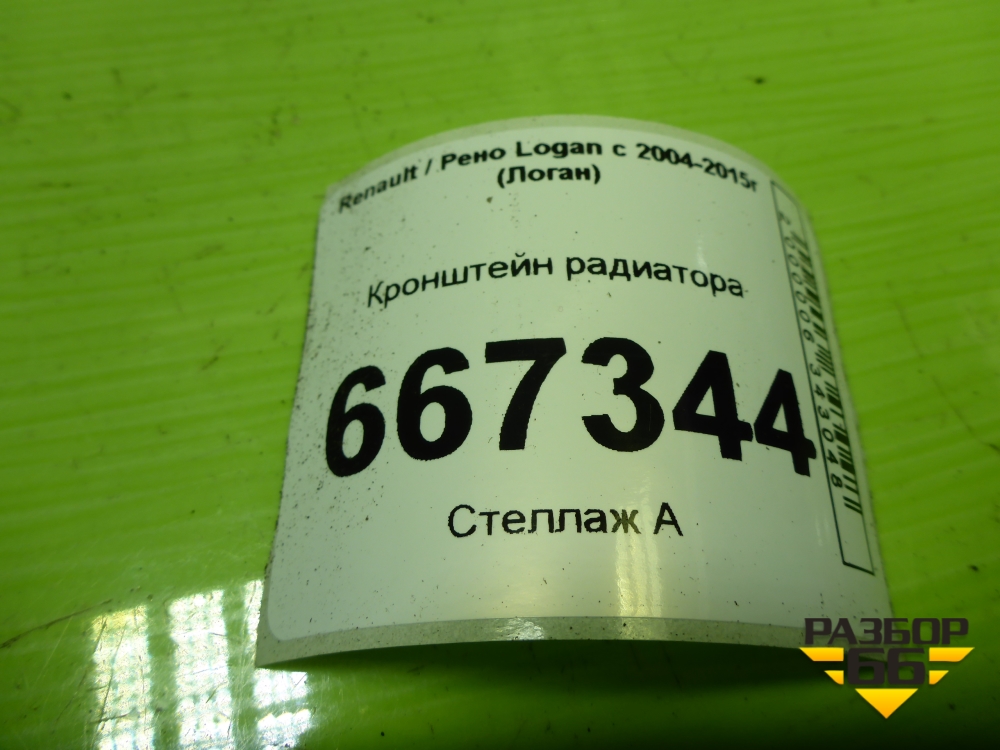 Renault / Рено Logan с 2004-2015г
(Логан)
Кронштейн радиатора
667344
Стеллаж А
РАЗБОР
66